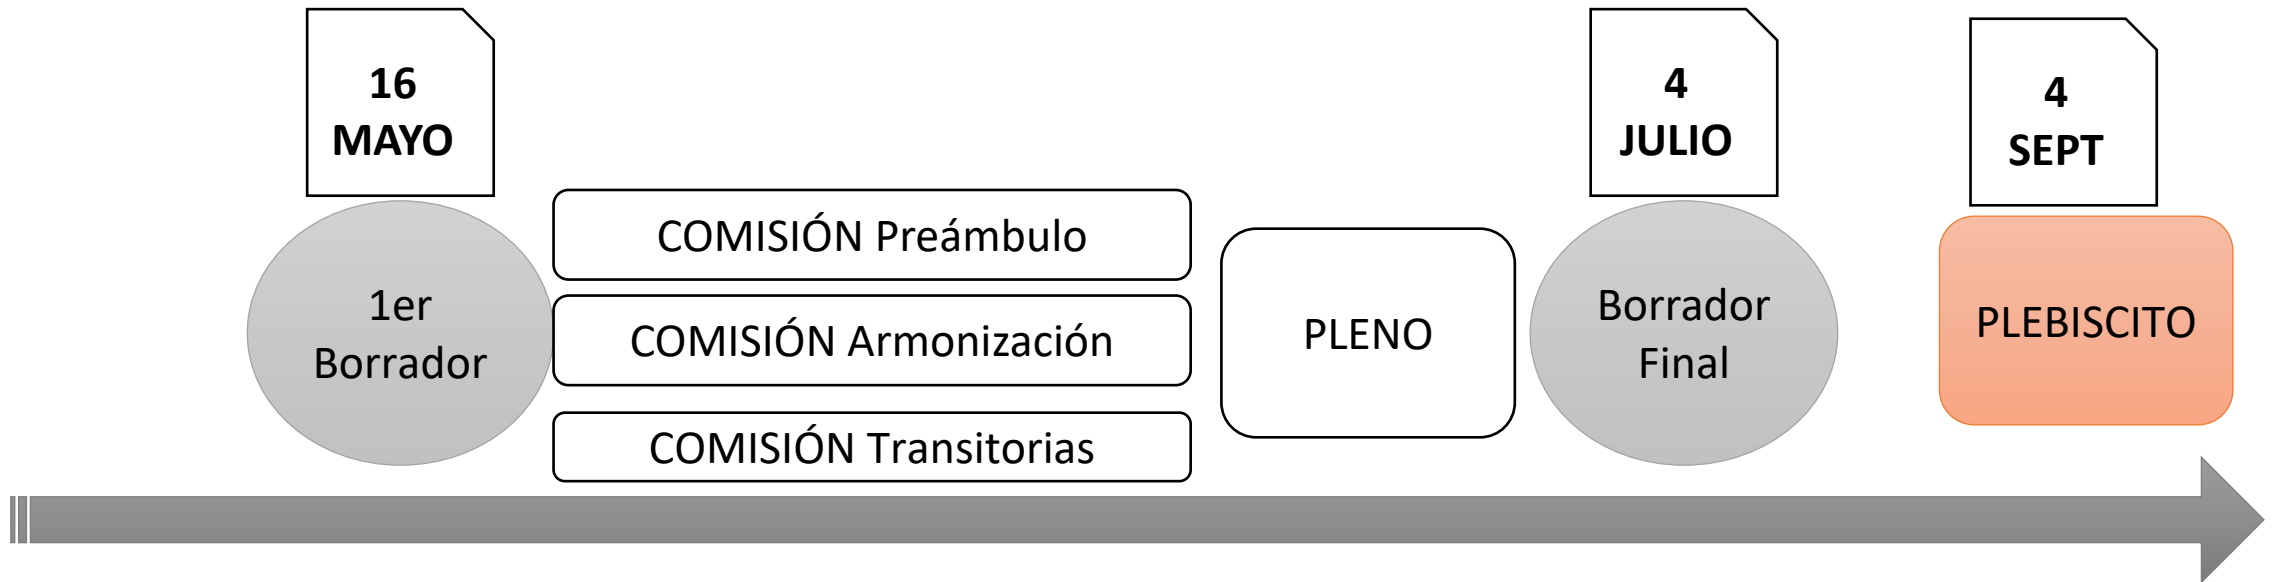 16
MAYO
1er
Borrador
COMISIÓN Preámbulo
COMISIÓN Armonización
COMISIÓN Transitorias
PLENO
4
JULIO
Borrador
Final
4
SEPT
PLEBISCITO